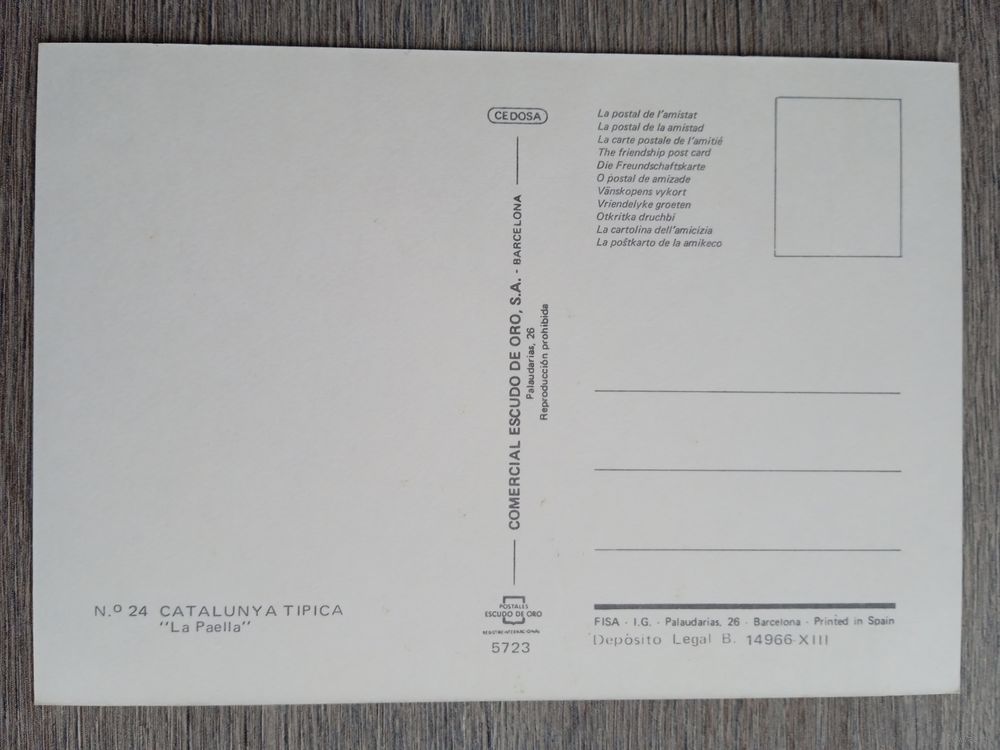 CEDOSA
La postal de l'amistat
La postal de la amistad
La carte postale de l'amitié
The friendship post card
Die Freundschaftskarte
O postal de amizade
Vänskopens vykort
Vriendelyke groeten
Otkritka druchbi
La cartolina dell'amicizia
La poŝtkarto de la amikeco
COMERCIAL ESCUDO DE ORO, S.A. - BARCELONA
Palaudarias, 26
Reproducción prohibida
N.º 24 CATALUNYA TIPICA
"La Paella"
POSTALES
ESCUDO DE ORO
REGISTRO INTERNACIONAL
5723
FISA - I.G. - Palaudarias, 26 - Barcelona - Printed in Spain
Depósito Legal B. 14966-XIII